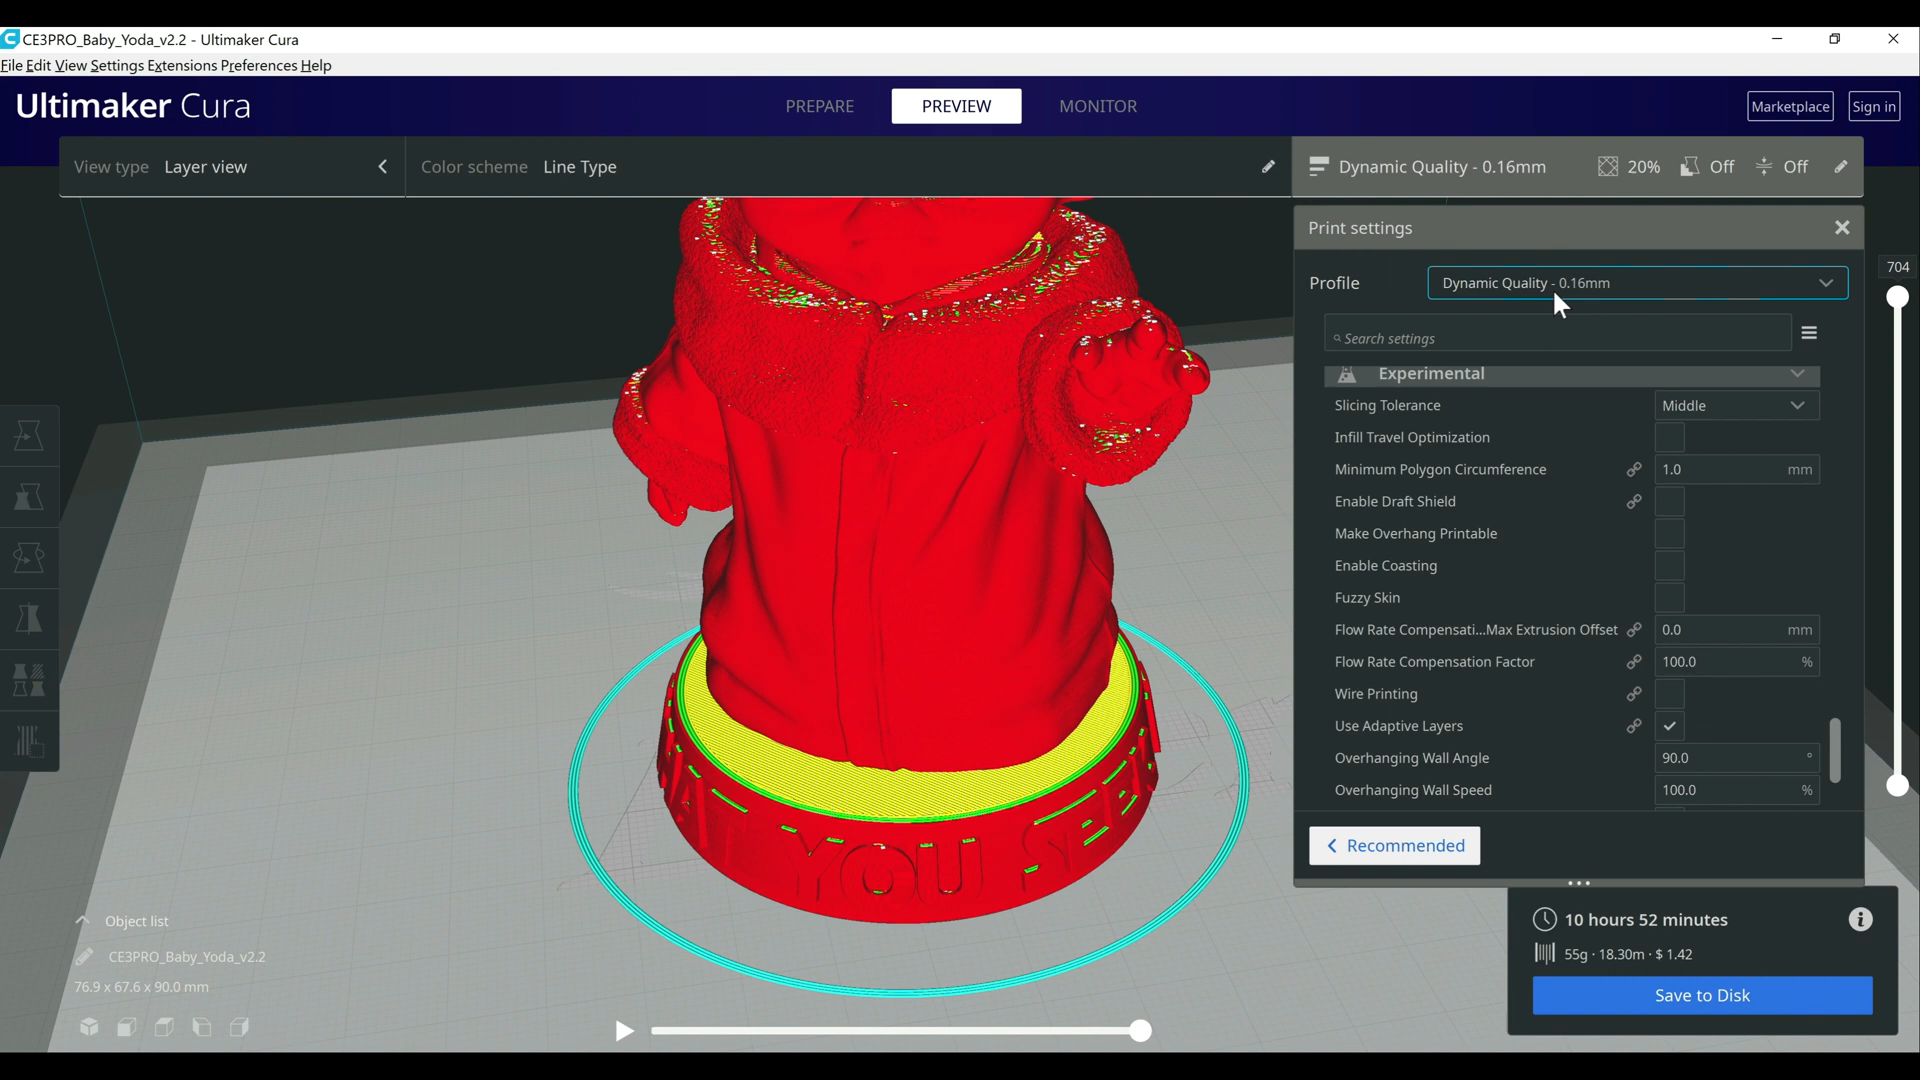 CE3PRO_Baby_Yoda_v2.2 - Ultimaker Cura
File Edit View Settings Extensions Preferences Help
Ultimaker Cura
PREPARE
PREVIEW
MONITOR
Marketplace
Sign in
View type Layer view
Color scheme Line Type
Dynamic Quality - 0.16mm
20%
Off
Off
Print settings
Profile
Dynamic Quality - 0.16mm
Search settings
Experimental
Slicing Tolerance
Middle
Infill Travel Optimization
Minimum Polygon Circumference
1.0 mm
Enable Draft Shield
Make Overhang Printable
Enable Coasting
Fuzzy Skin
Flow Rate Compensati...Max Extrusion Offset
0.0 mm
Flow Rate Compensation Factor
100.0 %
Wire Printing
Use Adaptive Layers
Overhanging Wall Angle
90.0 °
Overhanging Wall Speed
100.0 %
Recommended
704
YOU
Object list
CE3PRO_Baby_Yoda_v2.2
76.9 x 67.6 x 90.0 mm
10 hours 52 minutes
55g · 18.30m · $ 1.42
Save to Disk